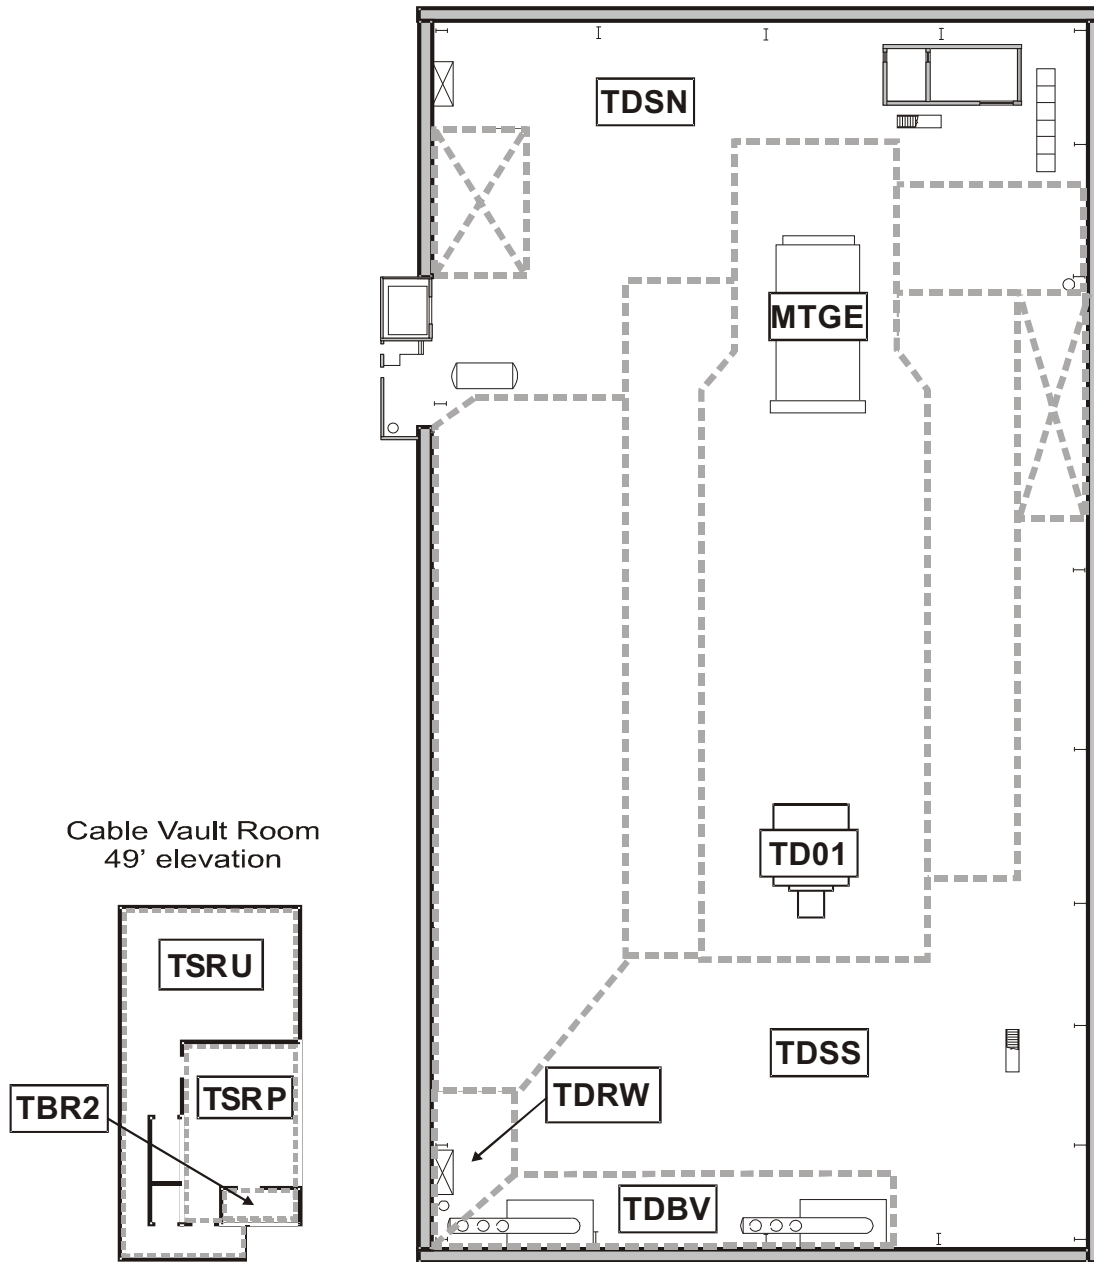 TDSN
MTGE
TD01
Cable Vault Room
49’ elevation
TSRU
TDSS
TDRW
TSRP
TBR2
TDBV